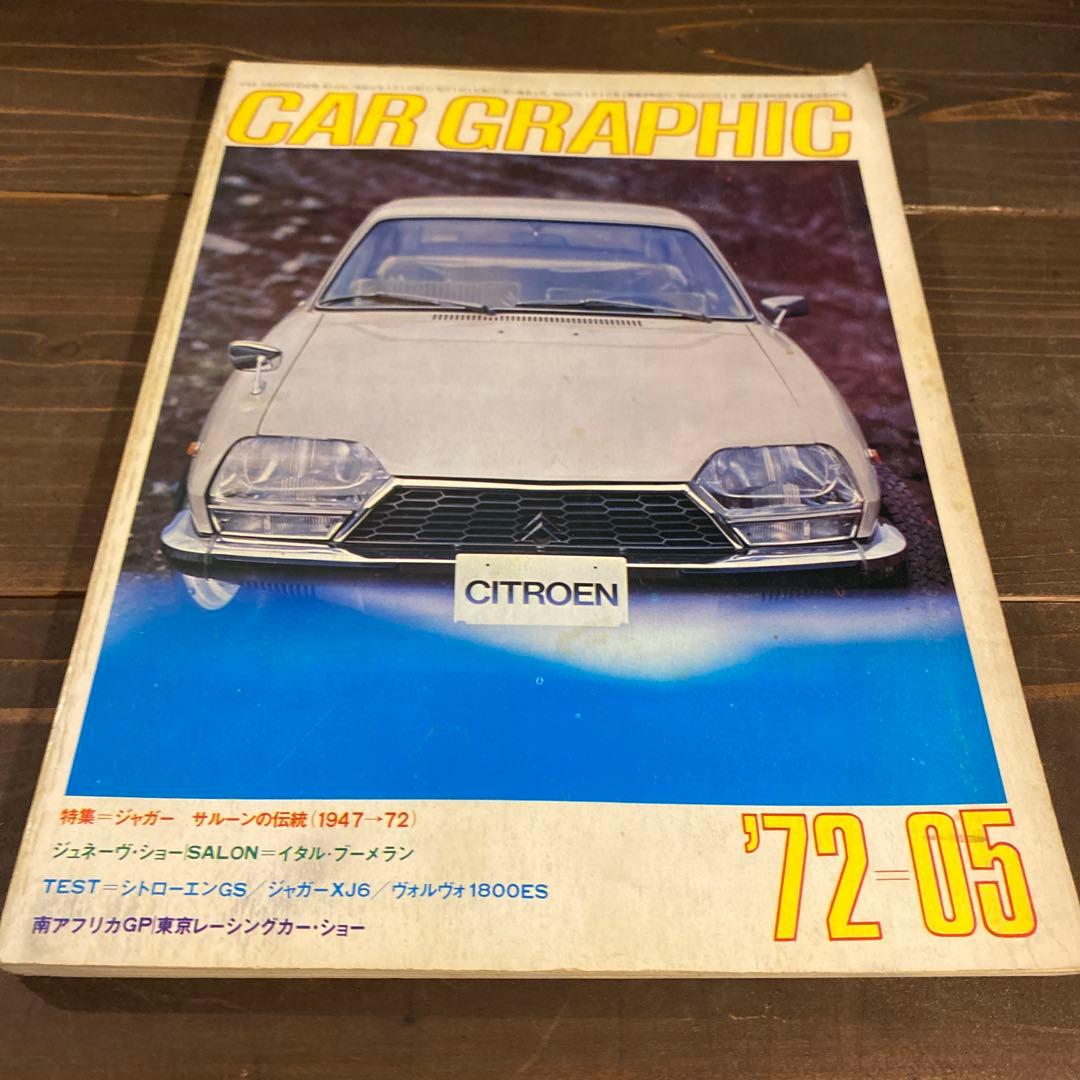 CAR GRAPHIC
CITROEN
特集=ジャガー サルーンの伝統(1947→72)
ジュネーヴ・ショー|SALON=イタル・ブーメラン
TEST=シトローエンGS/ジャガーXJ6/ヴォルヴォ1800ES
南アフリカGP|東京レーシングカー・ショー
'72=05